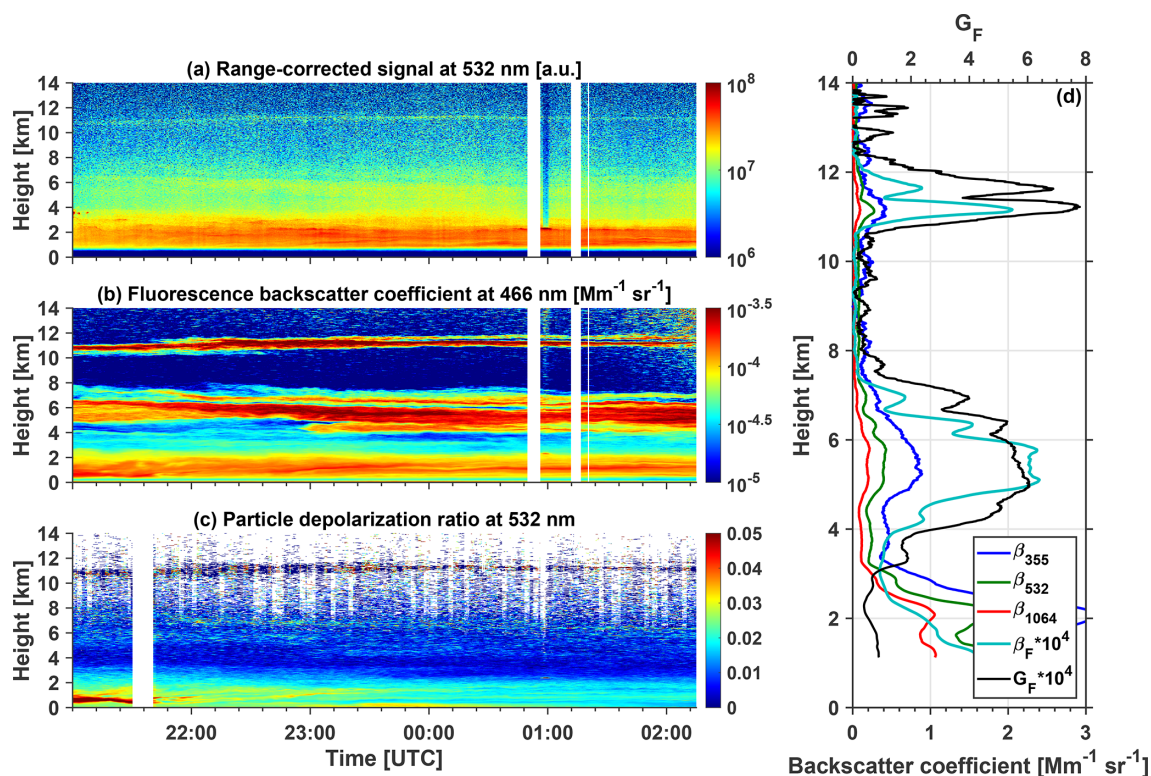 (a) Range-corrected signal at 532 nm [a.u.]
14
12
10
8
6
4
2
0
Height [km]
10^8
10^7
10^6
(b) Fluorescence backscatter coefficient at 466 nm [Mm^-1 sr^-1]
14
12
10
8
6
4
2
0
Height [km]
10^-3.5
10^-4
10^-4.5
10^-5
(c) Particle depolarization ratio at 532 nm
14
12
10
8
6
4
2
0
Height [km]
0.05
0.04
0.03
0.02
0.01
0
22:00 23:00 00:00 01:00 02:00
Time [UTC]
G_F
0 2 4 6 8
(d)
14
12
10
8
6
4
2
0
Height [km]
β_355
β_532
β_1064
β_F*10^4
G_F*10^4
0 1 2 3
Backscatter coefficient [Mm^-1 sr^-1]